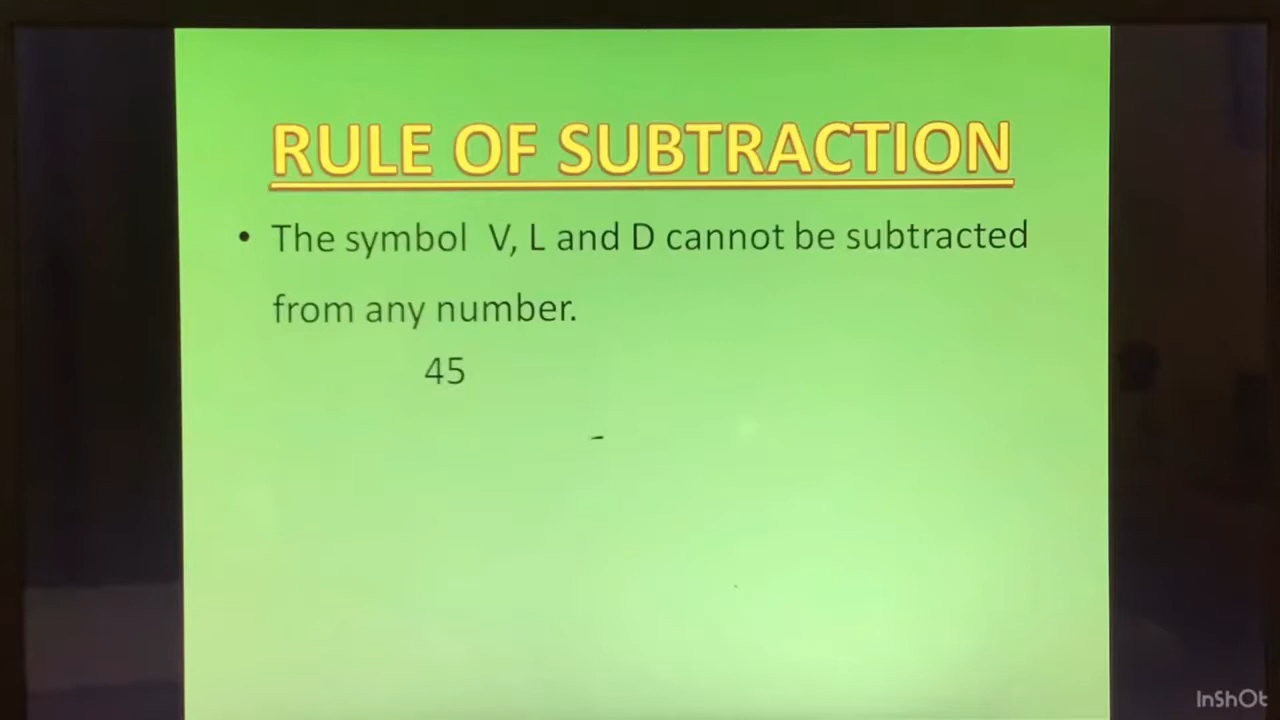 RULE OF SUBTRACTION
• The symbol V, L and D cannot be subtracted
from any number.
45
InShOt